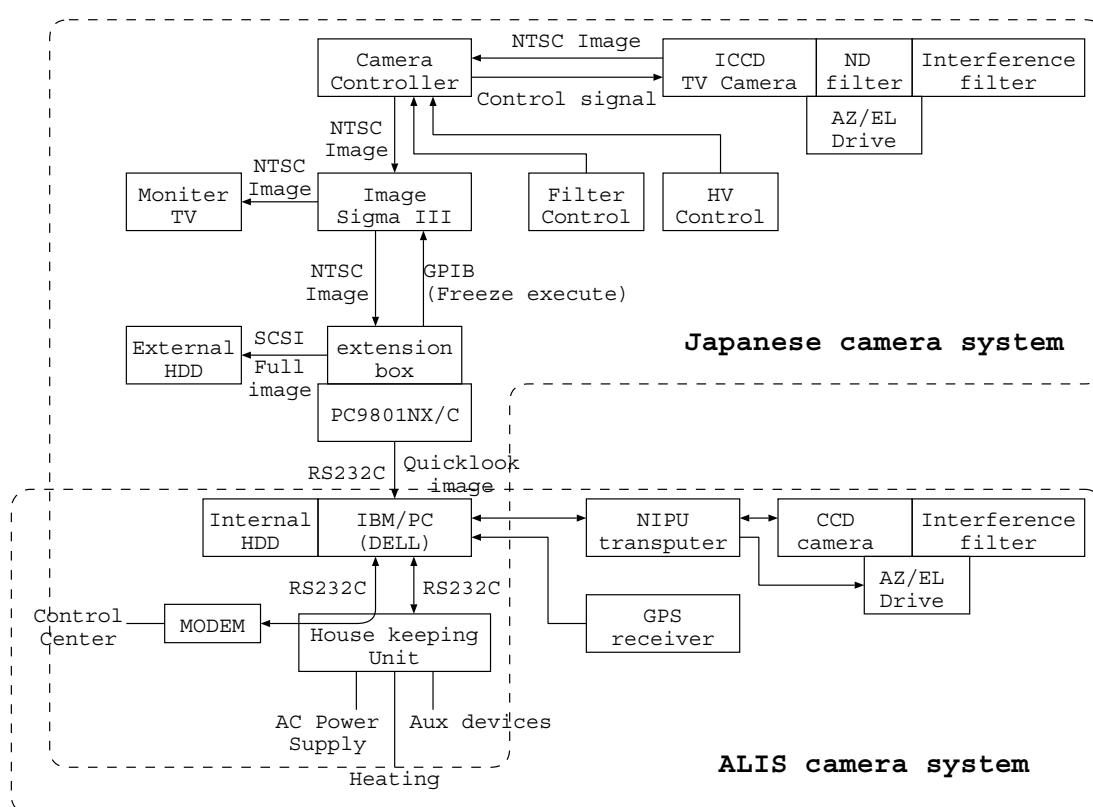 NTSC Image
Camera
Controller
ICCD
TV Camera
ND
filter
Interference
filter
Control signal
AZ/EL
Drive
NTSC
Image
NTSC
Image
Moniter
TV
Image
Sigma III
Filter
Control
HV
Control
NTSC
Image
GPIB
(Freeze execute)
External
HDD
SCSI
Full
image
extension
box
Japanese camera system
PC9801NX/C
RS232C
Quicklook
image
Internal
HDD
IBM/PC
(DELL)
NIPU
transputer
CCD
camera
Interference
filter
RS232C
RS232C
AZ/EL
Drive
Control
Center
MODEM
House keeping
Unit
GPS
receiver
AC Power
Supply
Aux devices
Heating
ALIS camera system